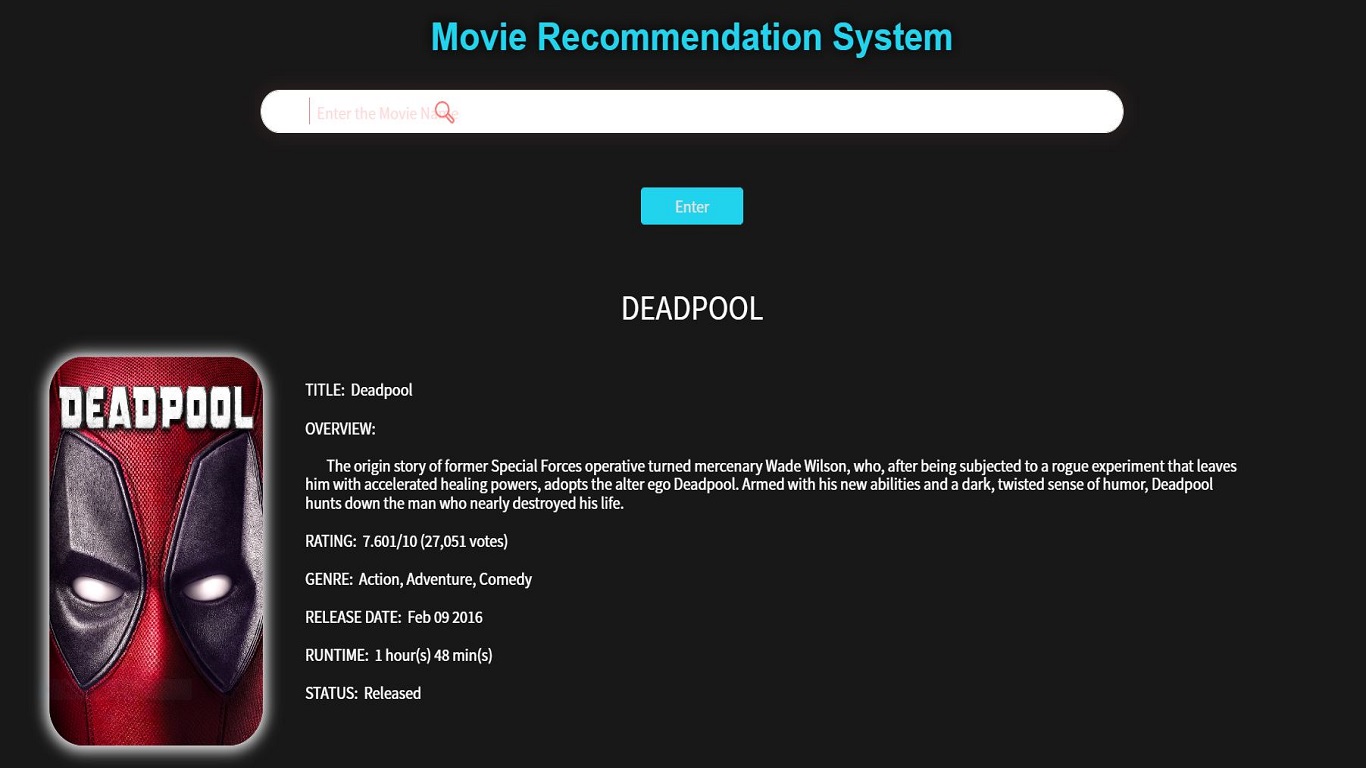 Movie Recommendation System
Enter the Movie Name
Enter
DEADPOOL
DEADPOOL
TITLE: Deadpool
OVERVIEW:
The origin story of former Special Forces operative turned mercenary Wade Wilson, who, after being subjected to a rogue experiment that leaves
him with accelerated healing powers, adopts the alter ego Deadpool. Armed with his new abilities and a dark, twisted sense of humor, Deadpool
hunts down the man who nearly destroyed his life.
RATING: 7.601/10 (27,051 votes)
GENRE: Action, Adventure, Comedy
RELEASE DATE: Feb 09 2016
RUNTIME: 1 hour(s) 48 min(s)
STATUS: Released